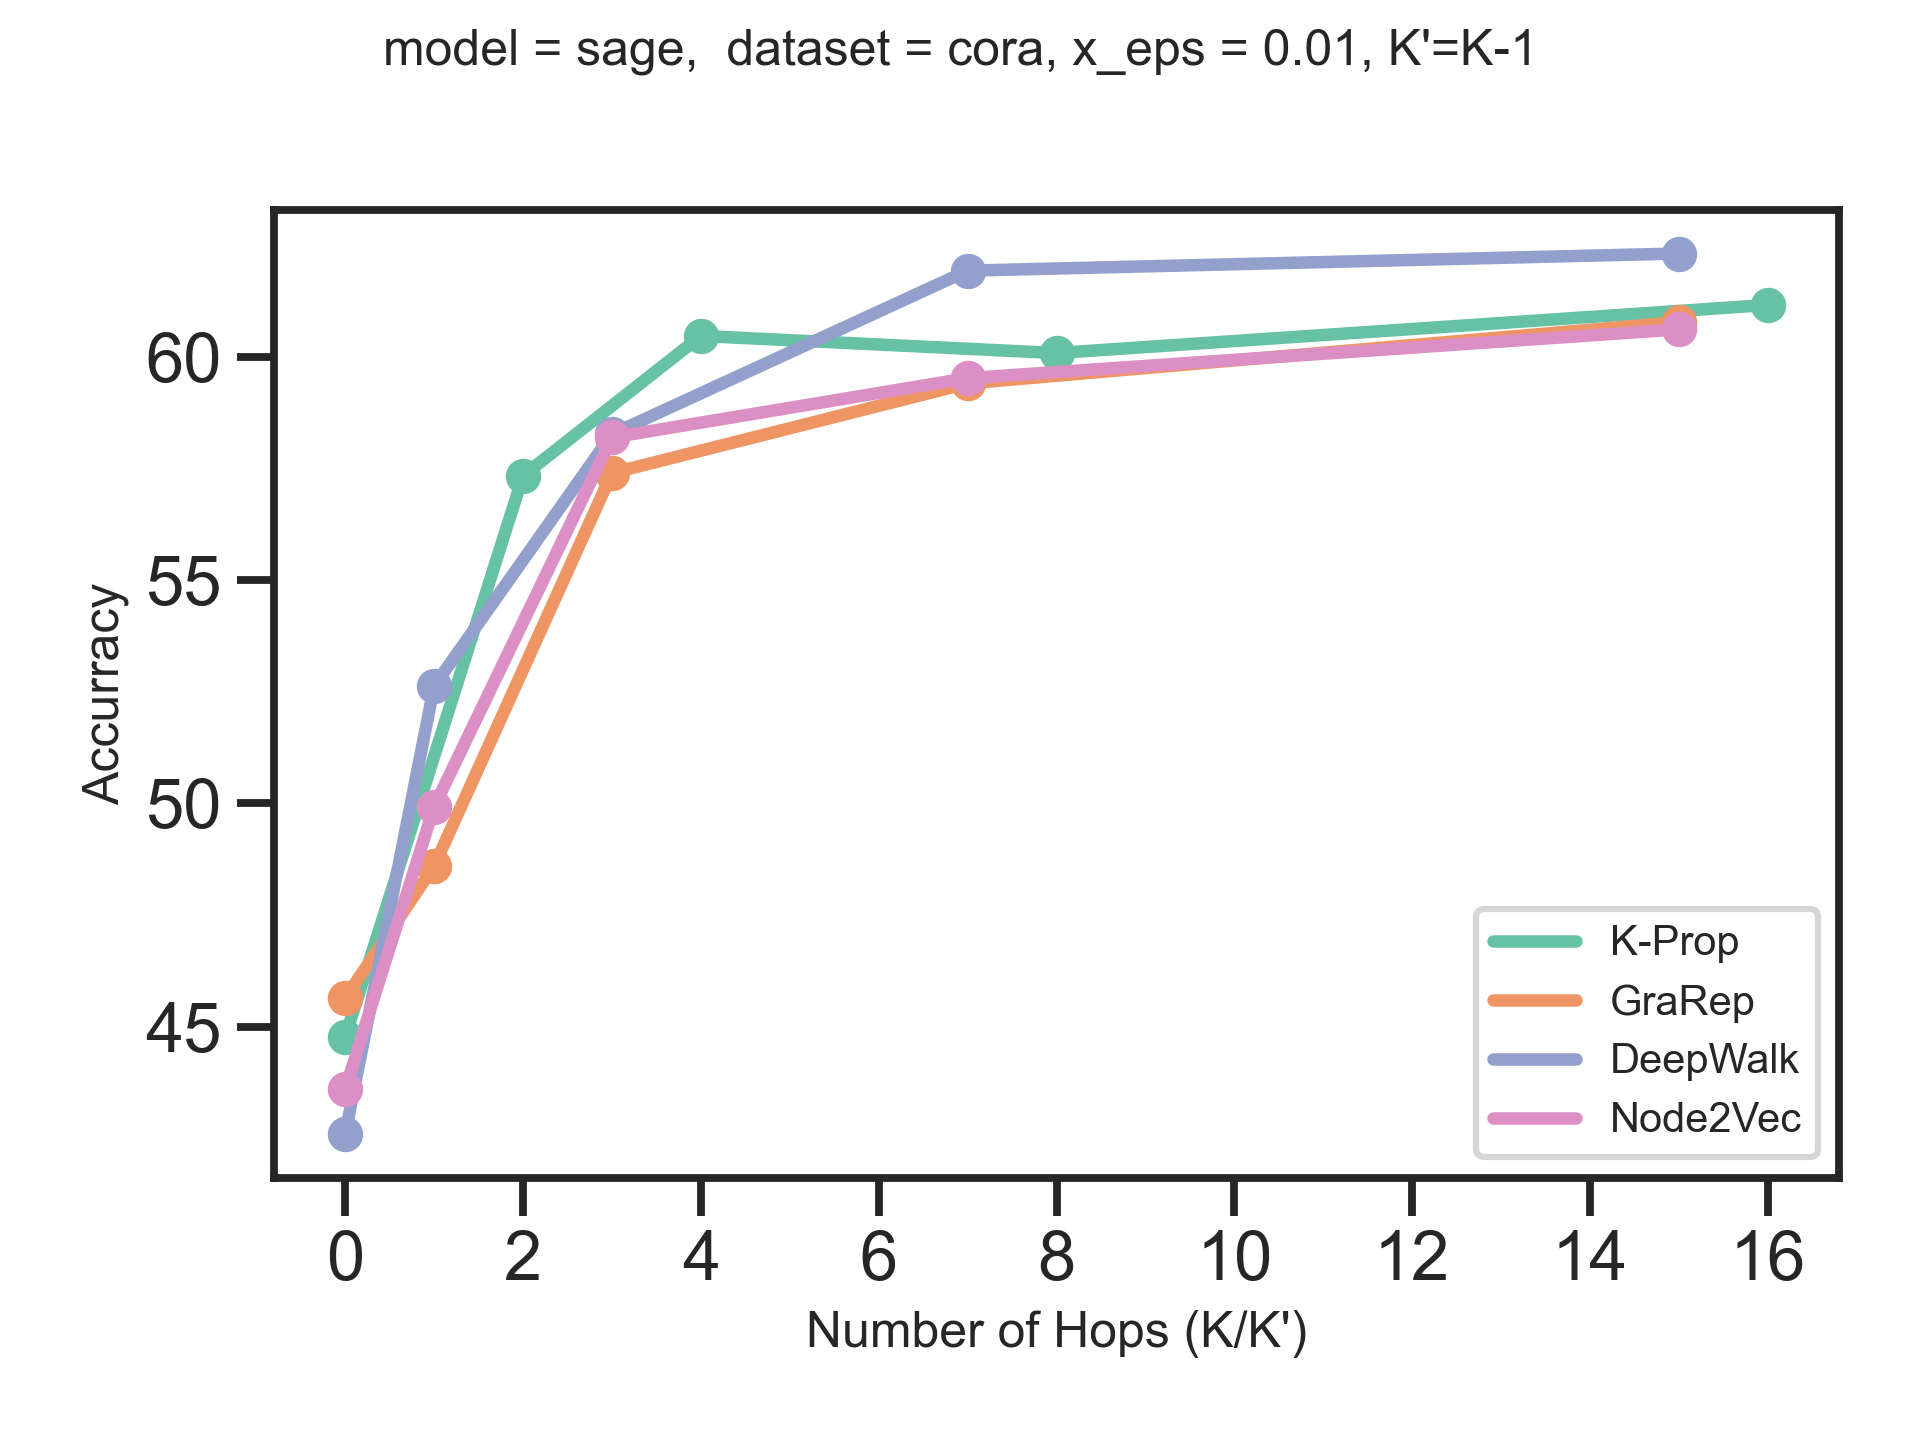 model = sage,  dataset = cora, x_eps = 0.01, K'=K-1
60
55
50
45
Accurracy
0 2 4 6 8 10 12 14 16
Number of Hops (K/K')
K-Prop
GraRep
DeepWalk
Node2Vec